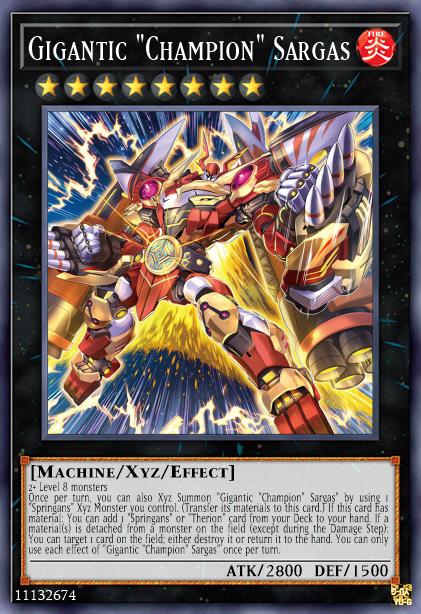 Gigantic "Champion" Sargas
FIRE
炎
[Machine/Xyz/Effect]
2+ Level 8 monsters
Once per turn, you can also Xyz Summon "Gigantic "Champion" Sargas" by using 1
"Springans" Xyz Monster you control. (Transfer its materials to this card.) If this card has
material: You can add 1 "Springans" or "Therion" card from your Deck to your hand. If a
material(s) is detached from a monster on the field (except during the Damage Step):
You can target 1 card on the field; either destroy it or return it to the hand. You can only
use each effect of "Gigantic "Champion" Sargas" once per turn.
ATK/2800 DEF/1500
11132674